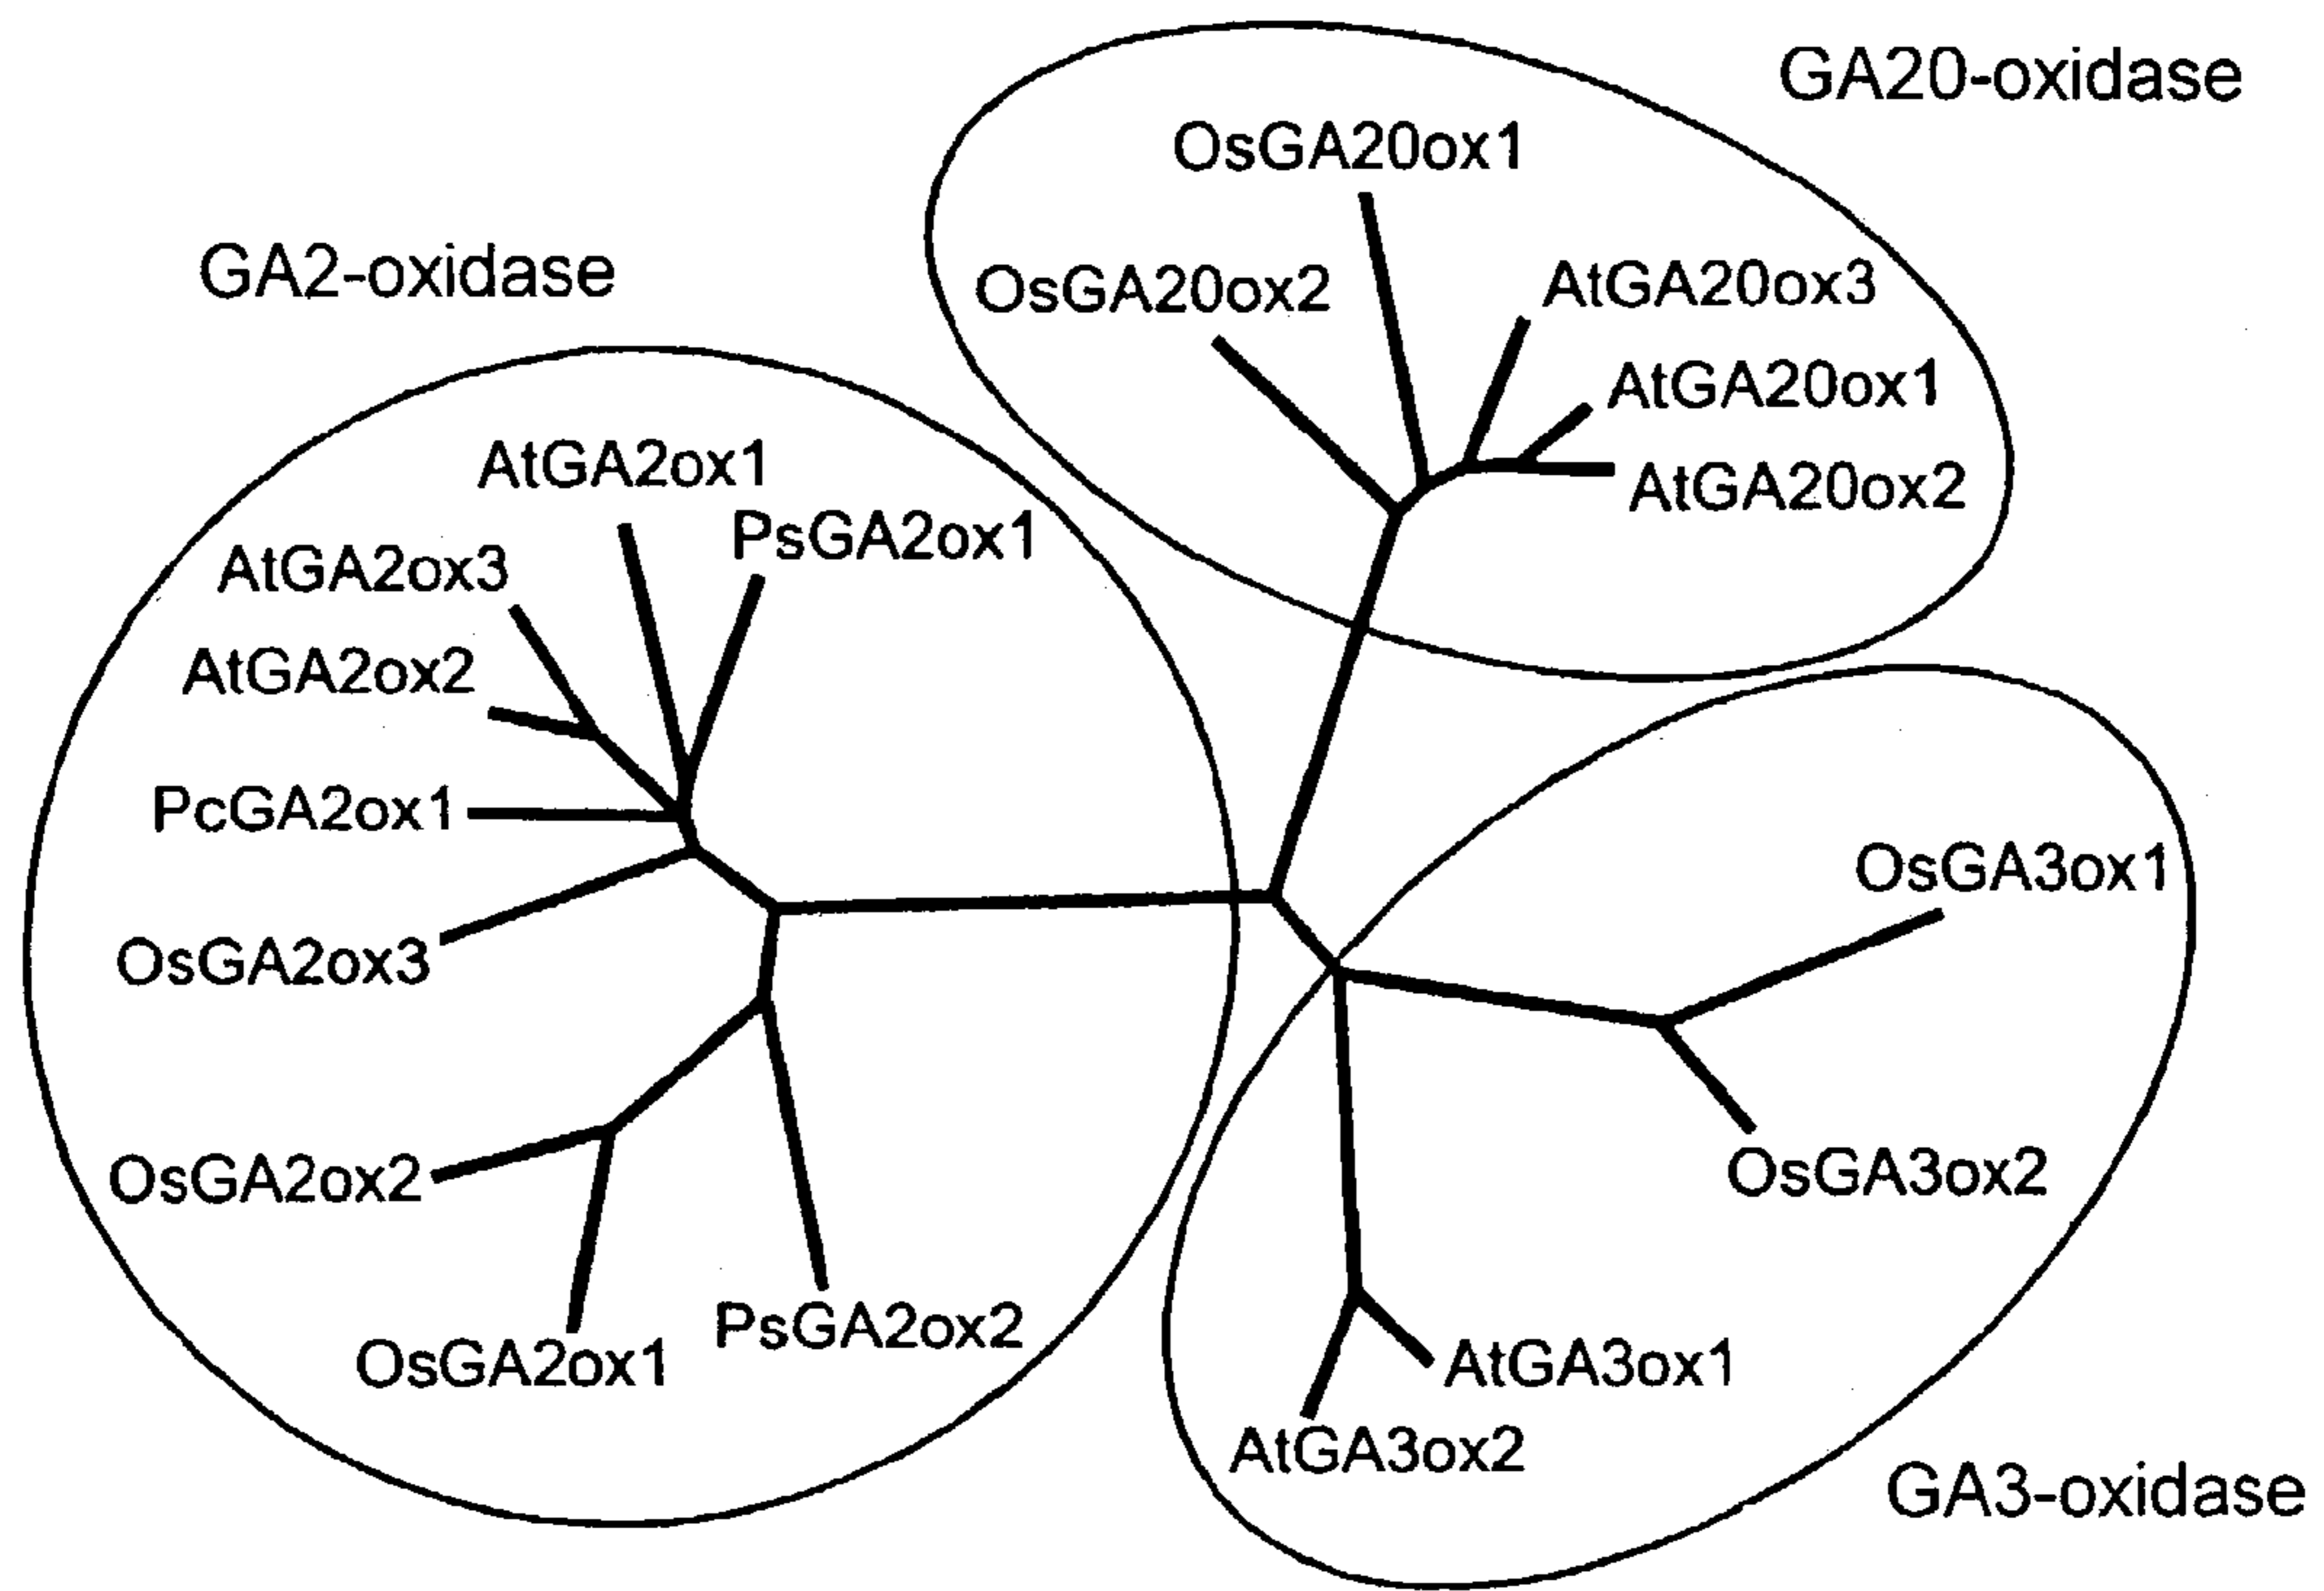 GA20-oxidase
OsGA20ox1
OsGA20ox2
AtGA20ox3
AtGA20ox1
AtGA20ox2
GA2-oxidase
AtGA2ox1
PsGA2ox1
AtGA2ox3
AtGA2ox2
PcGA2ox1
OsGA2ox3
OsGA2ox2
OsGA2ox1
PsGA2ox2
OsGA3ox1
OsGA3ox2
AtGA3ox1
AtGA3ox2
GA3-oxidase